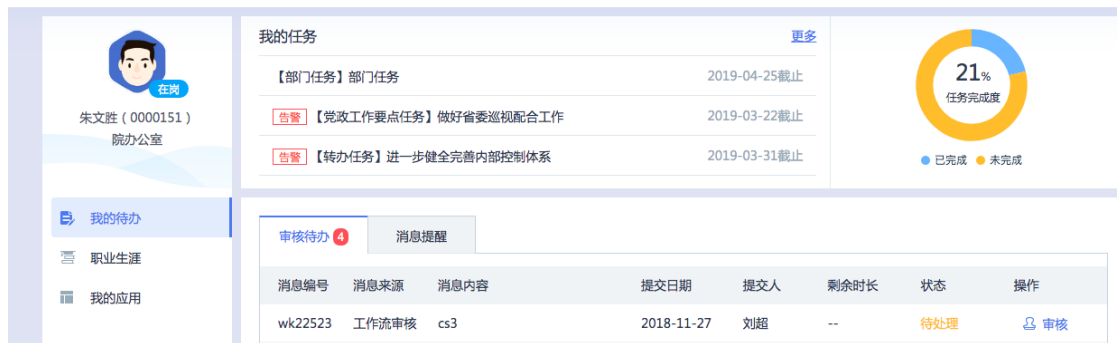 我的任务 更多
【部门任务】部门任务 2019-04-25截止
告警 【党政工作要点任务】做好省委巡视配合工作 2019-03-22截止
告警 【转办任务】进一步健全完善内部控制体系 2019-03-31截止
在岗
朱文胜（0000151）
院办公室
21%
任务完成度
已完成 未完成
我的待办
职业生涯
我的应用
审核待办 4 消息提醒
消息编号 消息来源 消息内容 提交日期 提交人 剩余时长 状态 操作
wk22523 工作流审核 cs3 2018-11-27 刘超 -- 待处理 审核